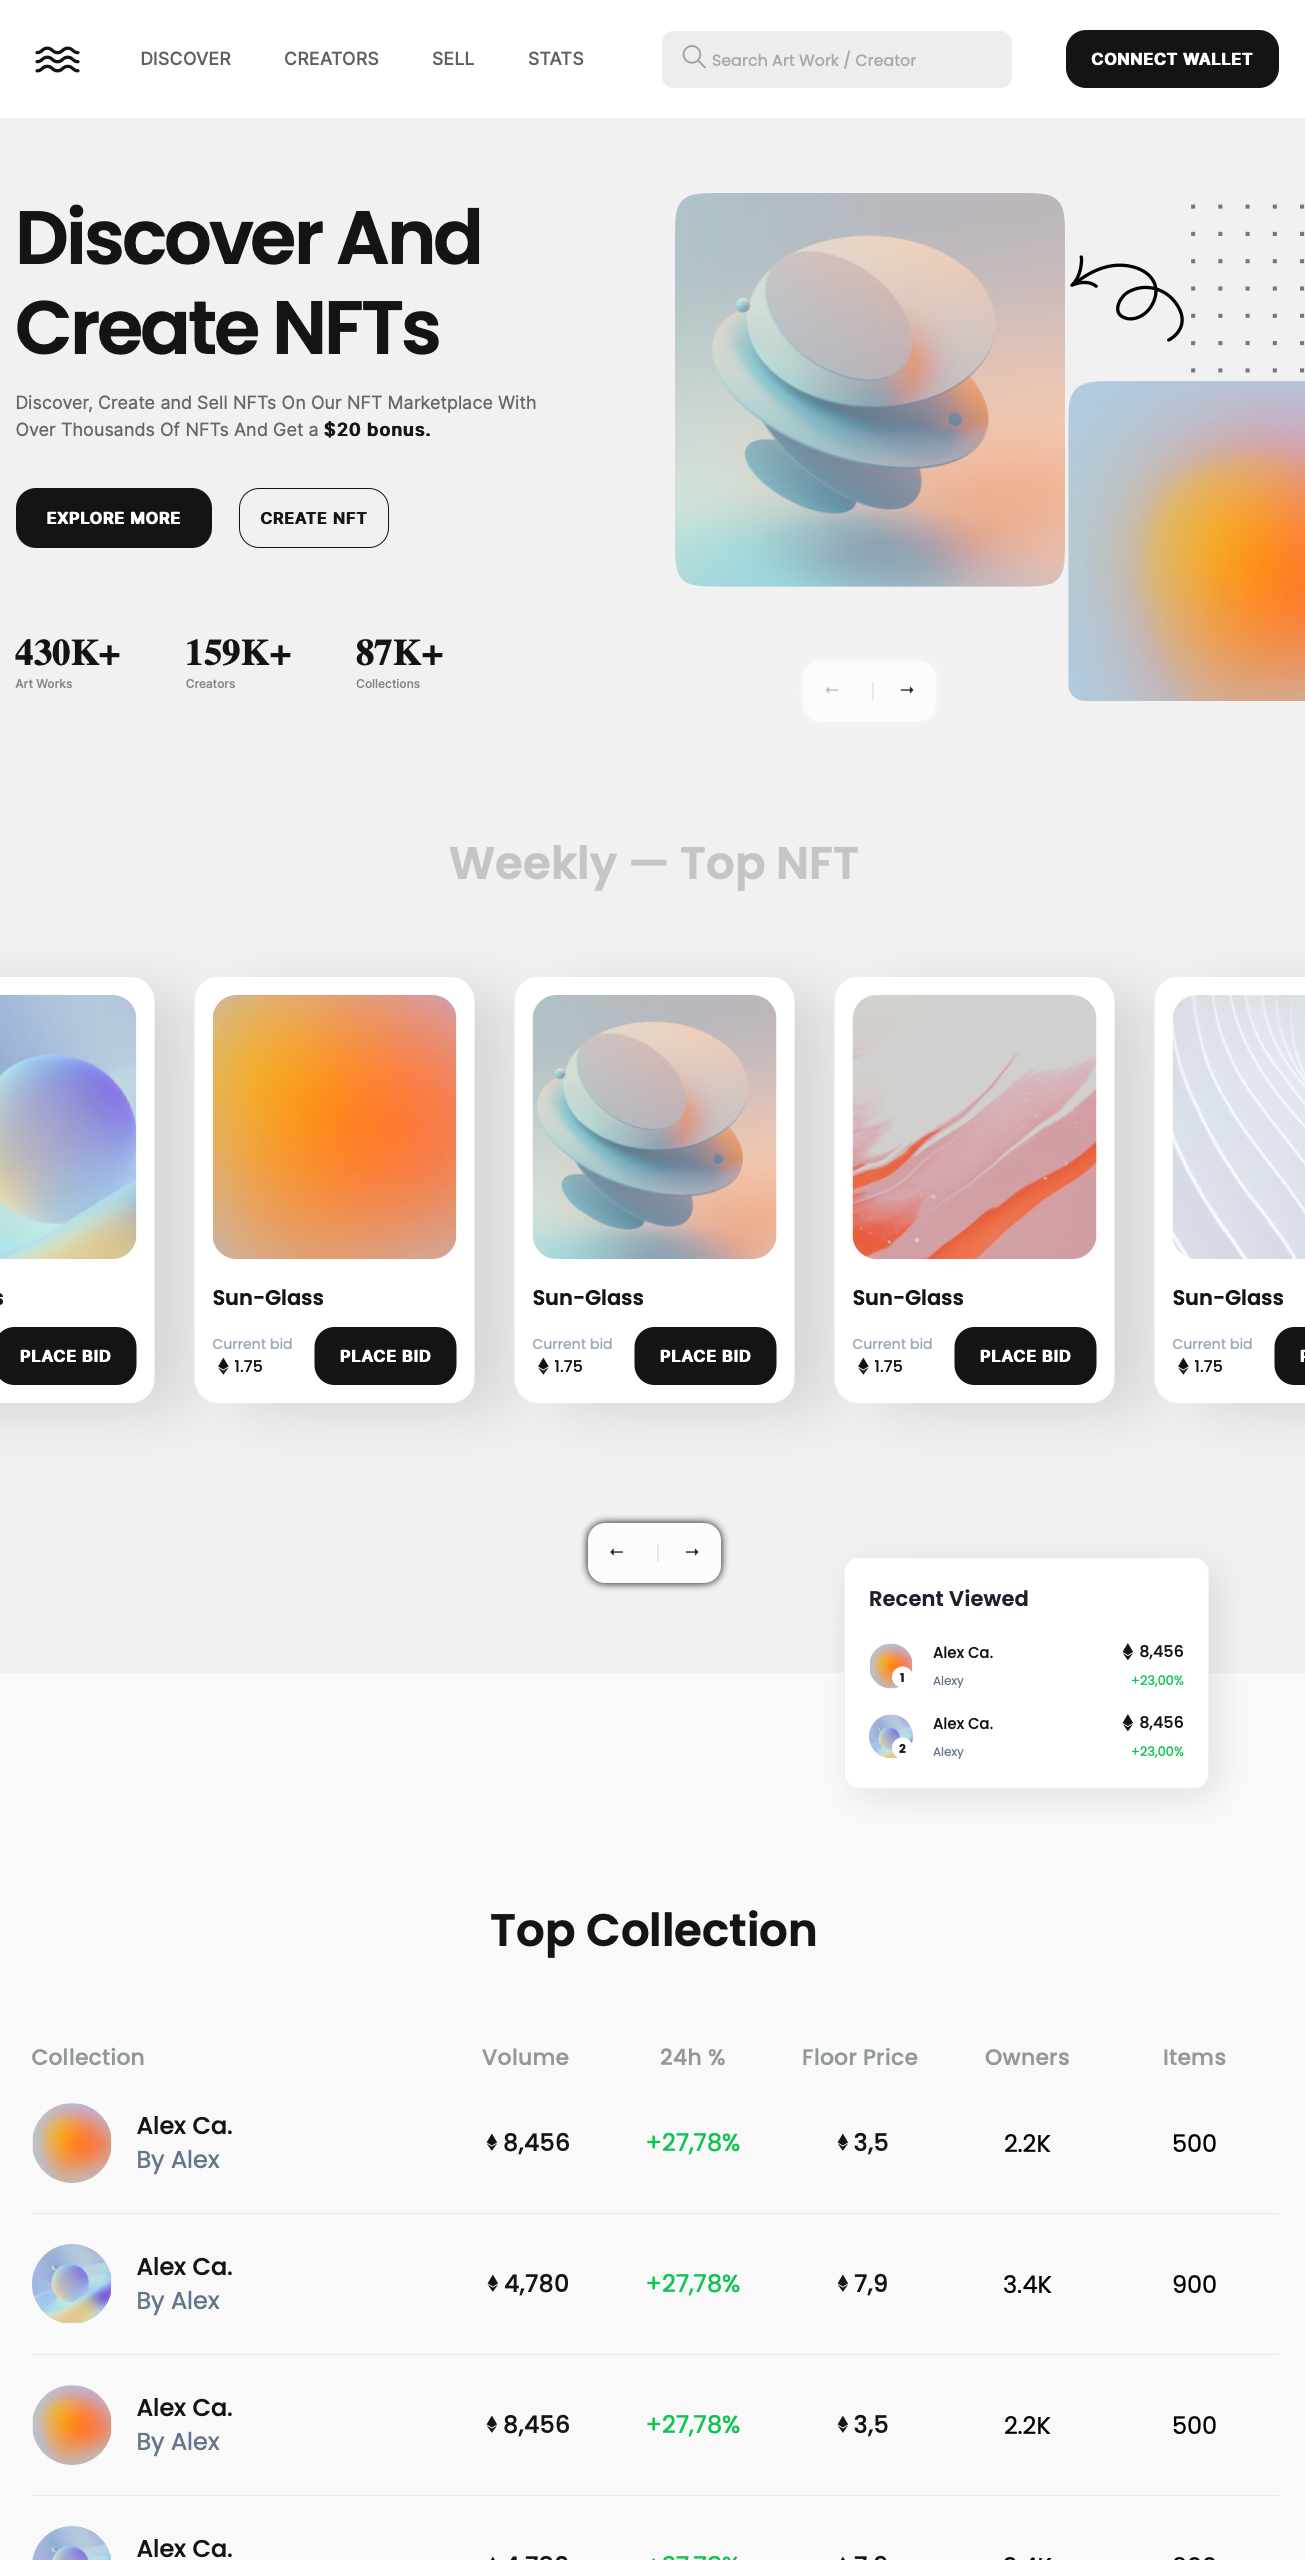 DISCOVER CREATORS SELL STATS Search Art Work / Creator CONNECT WALLET
Discover And
Create NFTs
Discover, Create and Sell NFTs On Our NFT Marketplace With
Over Thousands Of NFTs And Get a $20 bonus.
EXPLORE MORE CREATE NFT
430K+ 159K+ 87K+
Art Works Creators Collections
Weekly — Top NFT
Sun-Glass Sun-Glass Sun-Glass Sun-Glass
Current bid Current bid Current bid Current bid
PLACE BID PLACE BID PLACE BID PLACE BID
1.75 1.75 1.75 1.75
Recent Viewed
Alex Ca. 8,456
1
Alexy +23,00%
Alex Ca. 8,456
2
Alexy +23,00%
Top Collection
Collection Volume 24h % Floor Price Owners Items
Alex Ca.
8,456 +27,78% 3,5 2.2K 500
By Alex
Alex Ca.
4,780 +27,78% 7,9 3.4K 900
By Alex
Alex Ca.
8,456 +27,78% 3,5 2.2K 500
By Alex
Alex Ca.